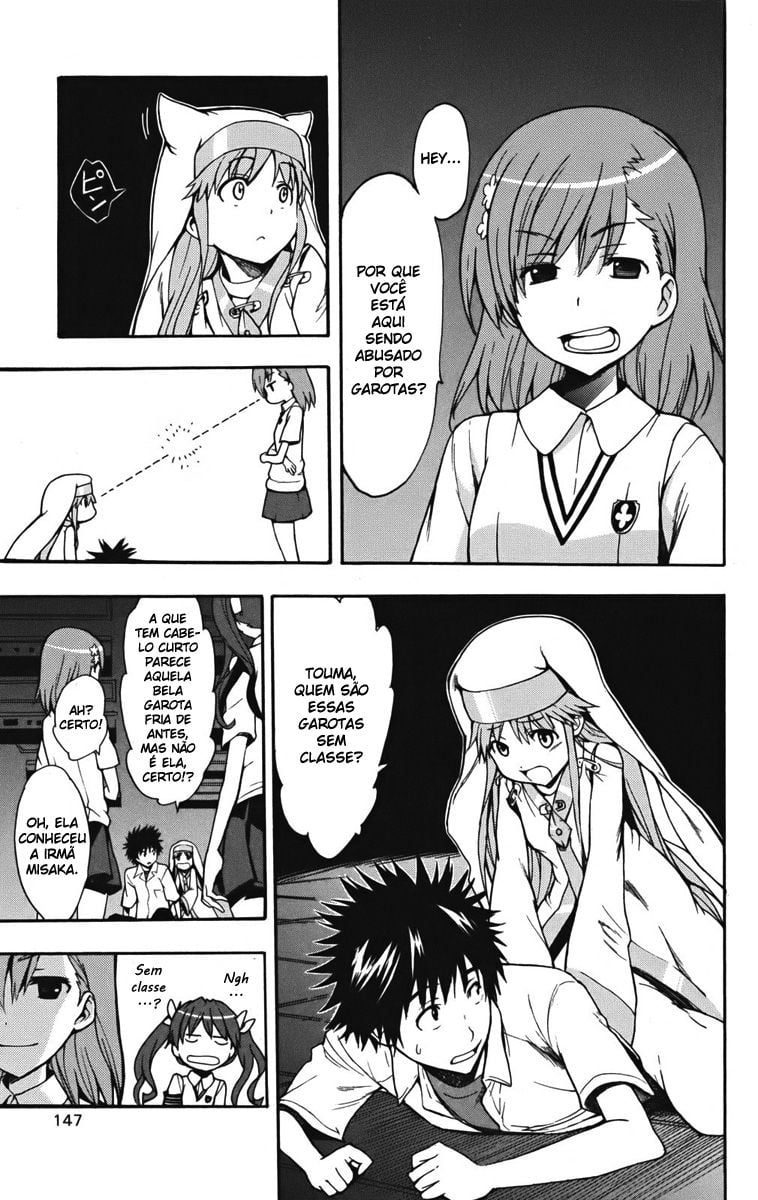 HEY...
POR QUE
VOCÊ
ESTÁ
AQUI
SENDO
ABUSADO
POR
GAROTAS?
ピン
TOUMA,
QUEM SÃO
ESSAS
GAROTAS
SEM
CLASSE?
A QUE
TEM CABE-
LO CURTO
PARECE
AQUELA
BELA
GAROTA
FRIA DE
ANTES,
MAS NÃO
É ELA,
CERTO!?
AH?
CERTO!
OH, ELA
CONHECEU
A IRMÃ
MISAKA.
Ngh
...
Sem
classe
...?
147